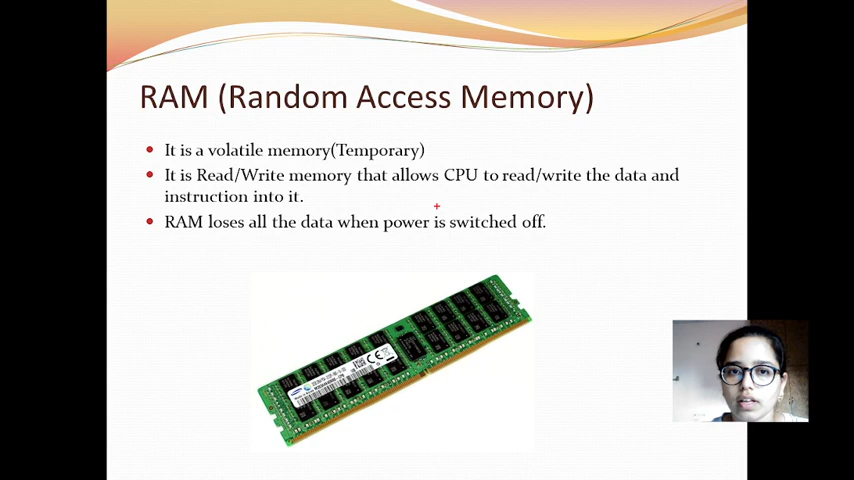 RAM (Random Access Memory)
It is a volatile memory(Temporary)
It is Read/Write memory that allows CPU to read/write the data and
instruction into it.
RAM loses all the data when power is switched off.